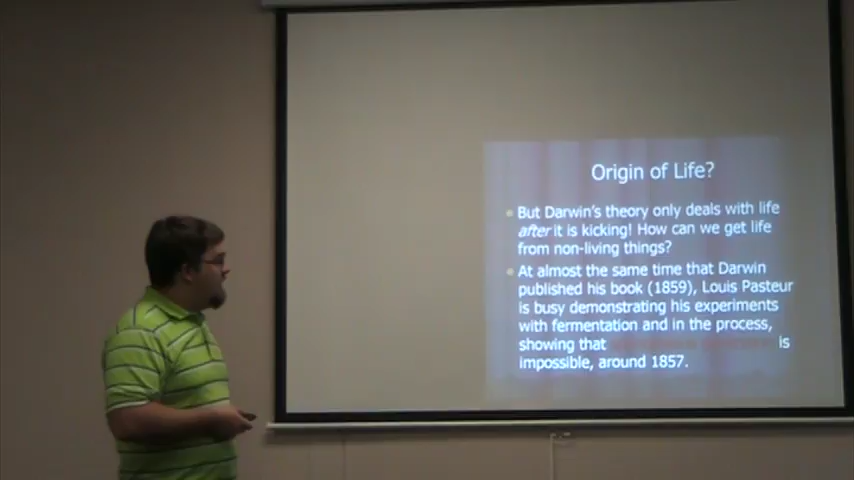 Origin of Life?
But Darwin's theory only deals with life
after it is kicking! How can we get life
from non-living things?
At almost the same time that Darwin
published his book (1859), Louis Pasteur
is busy demonstrating his experiments
with fermentation and in the process,
showing that is
impossible, around 1857.